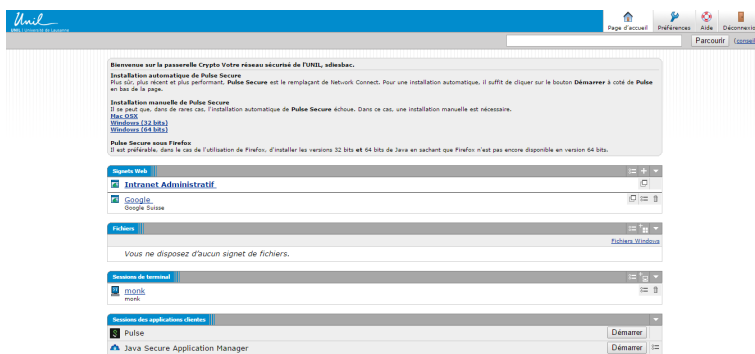 Unil
UNIL | Université de Lausanne
Page d'accueil Préférences Aide Déconnexio
Parcourir (conseil
Bienvenue sur la passerelle Crypto Votre réseau sécurisé de l'UNIL, sdiesbac.
Installation automatique de Pulse Secure
Plus sûr, plus récent et plus performant, Pulse Secure est le remplaçant de Network Connect. Pour une installation automatique, il suffit de cliquer sur le bouton Démarrer à coté de Pulse
en bas de la page.
Installation manuelle de Pulse Secure
Il se peut que, dans de rares cas, l'installation automatique de Pulse Secure échoue. Dans ce cas, une installation manuelle est nécessaire.
Mac OSX
Windows (32 bits)
Windows (64 bits)
Pulse Secure sous Firefox
Il est préférable, dans le cas de l'utilisation de Firefox, d'installer les versions 32 bits et 64 bits de Java en sachant que Firefox n'est pas encore disponible en version 64 bits.
Signets Web
Intranet Administratif
Google
Google Suisse
Fichiers
Fichiers Windows
Vous ne disposez d'aucun signet de fichiers.
Sessions de terminal
monk
monk
Sessions des applications clientes
Pulse Démarrer
Java Secure Application Manager Démarrer